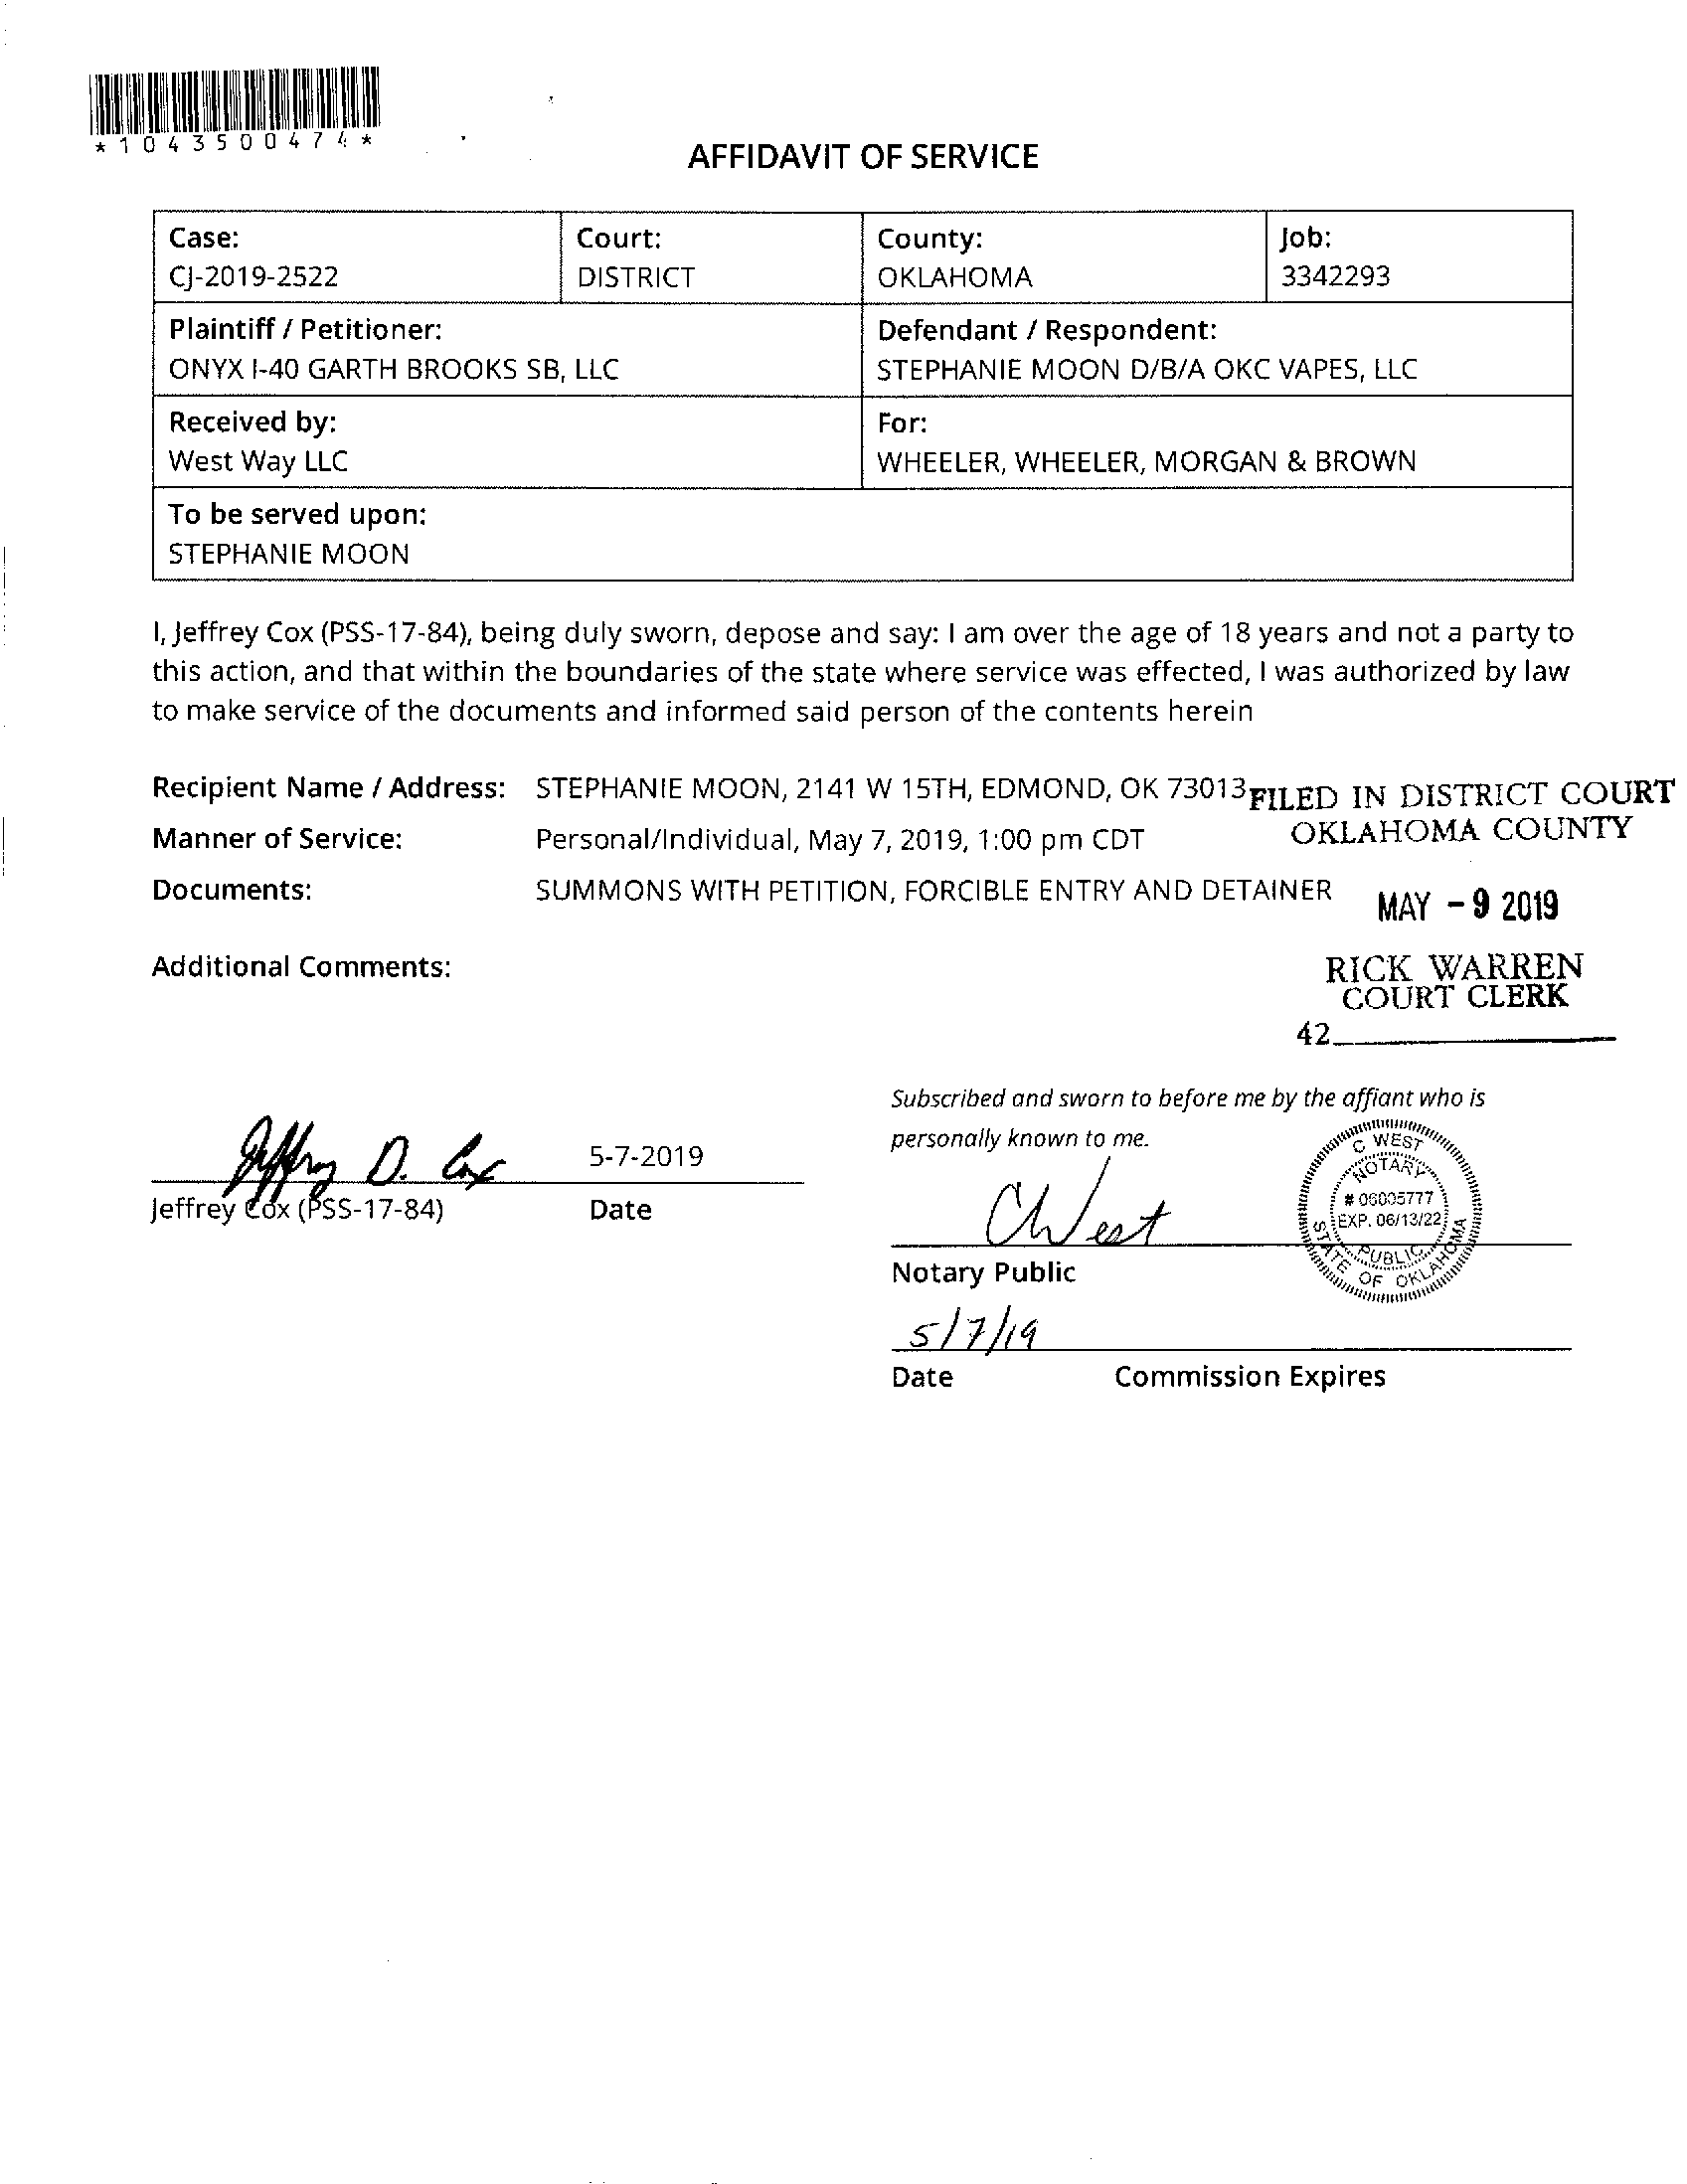 *1043500474*
AFFIDAVIT OF SERVICE
Case:
CJ-2019-2522
Court:
DISTRICT
County:
OKLAHOMA
Job:
3342293
Plaintiff / Petitioner:
ONYX I-40 GARTH BROOKS SB, LLC
Defendant / Respondent:
STEPHANIE MOON D/B/A OKC VAPES, LLC
Received by:
West Way LLC
For:
WHEELER, WHEELER, MORGAN & BROWN
To be served upon:
STEPHANIE MOON
I, Jeffrey Cox (PSS-17-84), being duly sworn, depose and say: I am over the age of 18 years and not a party to
this action, and that within the boundaries of the state where service was effected, I was authorized by law
to make service of the documents and informed said person of the contents herein
Recipient Name / Address: STEPHANIE MOON, 2141 W 15TH, EDMOND, OK 73013
Manner of Service: Personal/Individual, May 7, 2019, 1:00 pm CDT
Documents: SUMMONS WITH PETITION, FORCIBLE ENTRY AND DETAINER
Additional Comments:
FILED IN DISTRICT COURT
OKLAHOMA COUNTY
MAY - 9 2019
RICK WARREN
COURT CLERK
42
Jeffrey D. Cox
5-7-2019
Jeffrey Cox (PSS-17-84)
Date
Subscribed and sworn to before me by the affiant who is
personally known to me.
C West
C WEST
NOTARY
# 06005777
EXP. 06/13/22
PUBLIC
STATE OF OKLAHOMA
Notary Public
5/7/19
Date Commission Expires